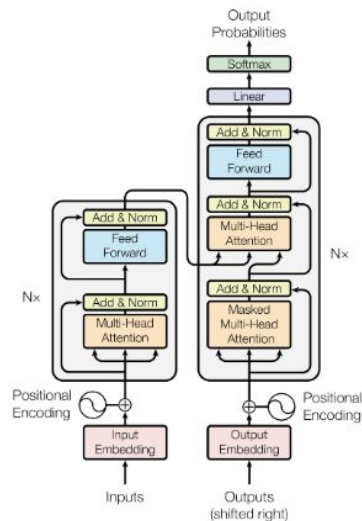 Output
Probabilities
Softmax
Linear
Add & Norm
Feed
Forward
Add & Norm
Multi-Head
Attention
Nx
Add & Norm
Masked
Multi-Head
Attention
Positional
Encoding
Output
Embedding
Outputs
(shifted right)
Add & Norm
Feed
Forward
Nx
Add & Norm
Multi-Head
Attention
Positional
Encoding
Input
Embedding
Inputs